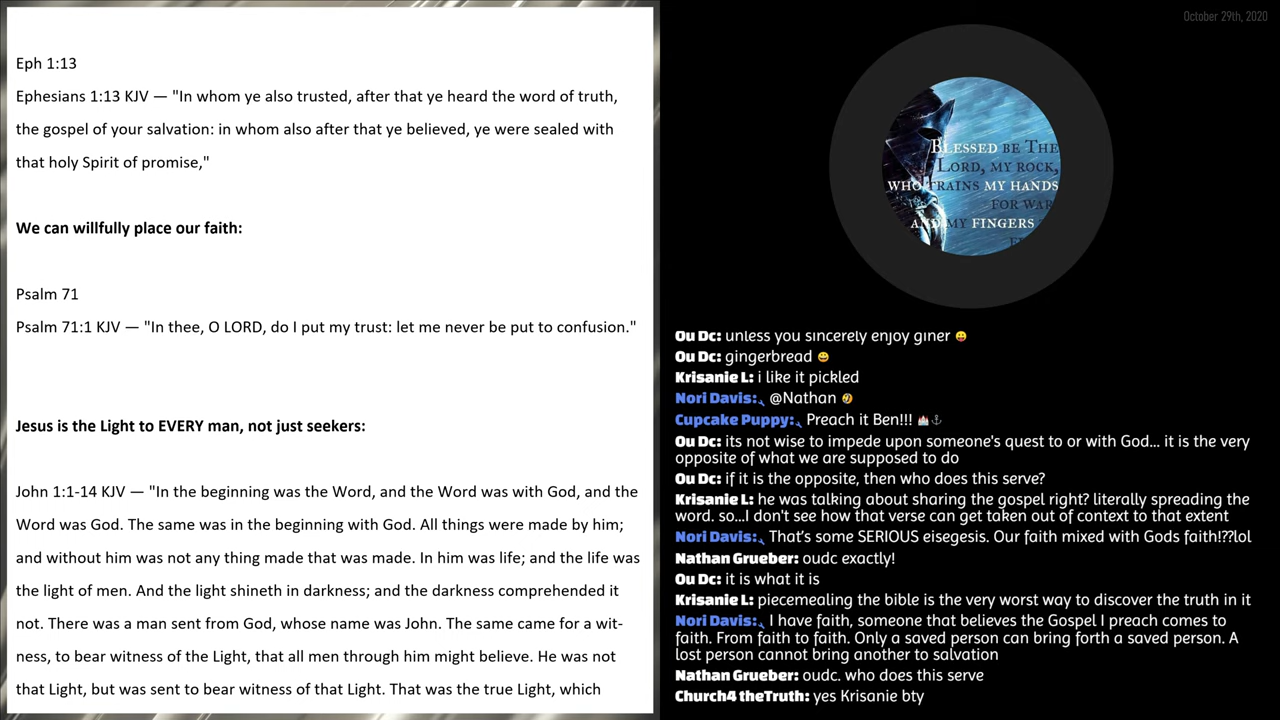 Eph 1:13
Ephesians 1:13 KJV — "In whom ye also trusted, after that ye heard the word of truth,
the gospel of your salvation: in whom also after that ye believed, ye were sealed with
that holy Spirit of promise,"
We can willfully place our faith:
Psalm 71
Psalm 71:1 KJV — "In thee, O LORD, do I put my trust: let me never be put to confusion."
Jesus is the Light to EVERY man, not just seekers:
John 1:1-14 KJV — "In the beginning was the Word, and the Word was with God, and the
Word was God. The same was in the beginning with God. All things were made by him;
and without him was not any thing made that was made. In him was life; and the life was
the light of men. And the light shineth in darkness; and the darkness comprehended it
not. There was a man sent from God, whose name was John. The same came for a wit-
ness, to bear witness of the Light, that all men through him might believe. He was not
that Light, but was sent to bear witness of that Light. That was the true Light, which
October 29th, 2020
BLESSED BE THE
LORD, MY ROCK,
WHO TRAINS MY HANDS
FOR WAR
AND MY FINGERS
Ou Dc: unless you sincerely enjoy giner 😛
Ou Dc: gingerbread 😀
Krisanie L: i like it pickled
Nori Davis: @Nathan 🤣
Cupcake Puppy: Preach it Ben!!! ⛪⚓
Ou Dc: its not wise to impede upon someone's quest to or with God... it is the very
opposite of what we are supposed to do
Ou Dc: if it is the opposite, then who does this serve?
Krisanie L: he was talking about sharing the gospel right? literally spreading the
word. so...I don't see how that verse can get taken out of context to that extent
Nori Davis: That's some SERIOUS eisegesis. Our faith mixed with Gods faith!??lol
Nathan Grueber: oudc exactly!
Ou Dc: it is what it is
Krisanie L: piecemealing the bible is the very worst way to discover the truth in it
Nori Davis: I have faith, someone that believes the Gospel I preach comes to
faith. From faith to faith. Only a saved person can bring forth a saved person. A
lost person cannot bring another to salvation
Nathan Grueber: oudc. who does this serve
Church4 theTruth: yes Krisanie bty